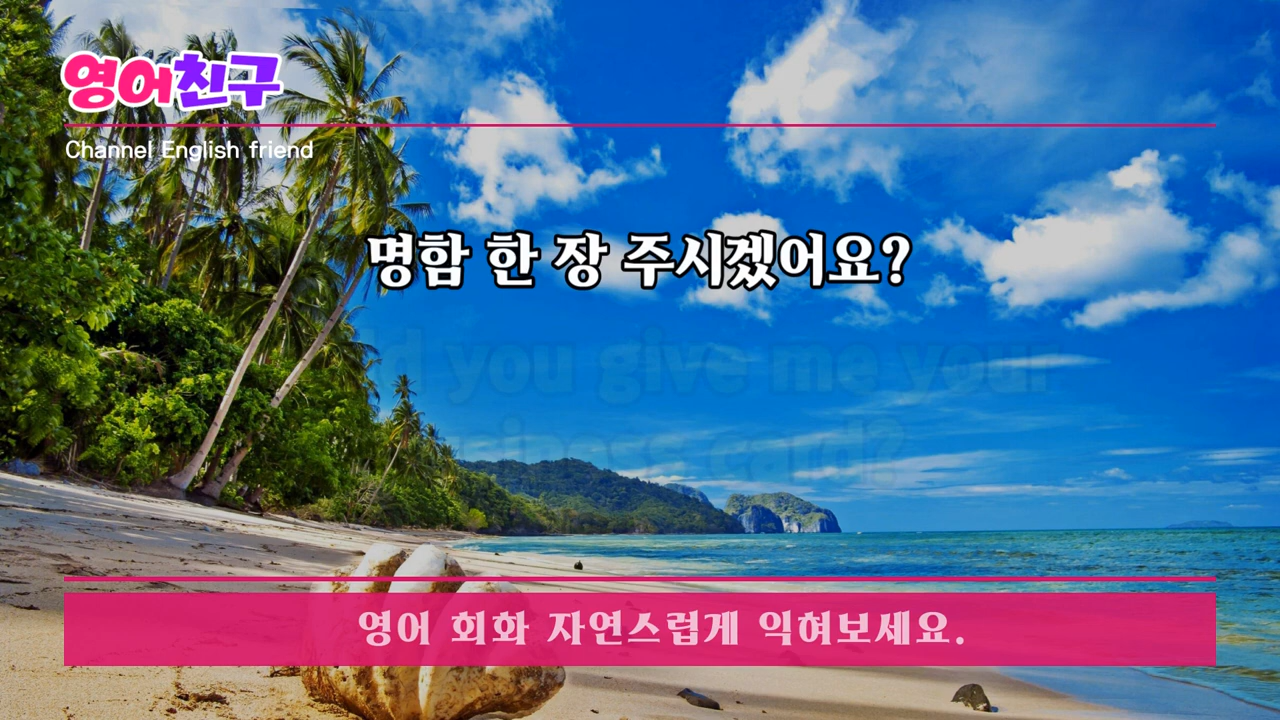 영어친구
Channel English friend
명함 한 장 주시겠어요?
you give me your
card?
영어 회화 자연스럽게 익혀보세요.